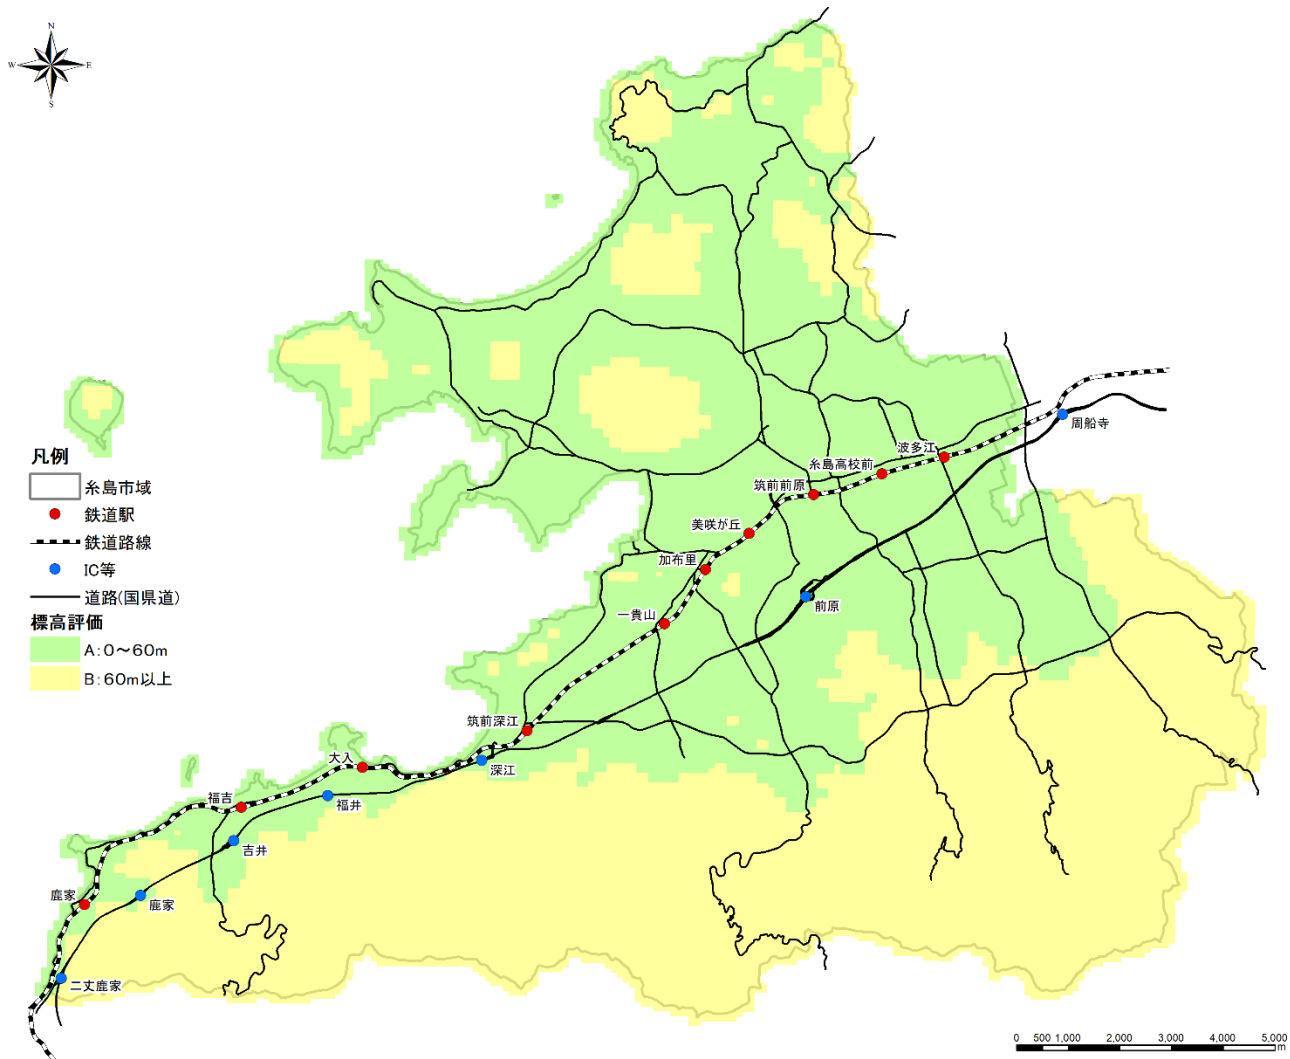 N
W
E
S
凡例
糸島市域
鉄道駅
鉄道路線
IC等
道路(国県道)
標高評価
A:0～60m
B:60m以上
周船寺
波多江
糸島高校前
筑前前原
美咲が丘
加布里
前原
一貴山
筑前深江
深江
大入
福井
福吉
吉井
鹿家
鹿家
二丈鹿家
0 500 1,000 2,000 3,000 4,000 5,000
m